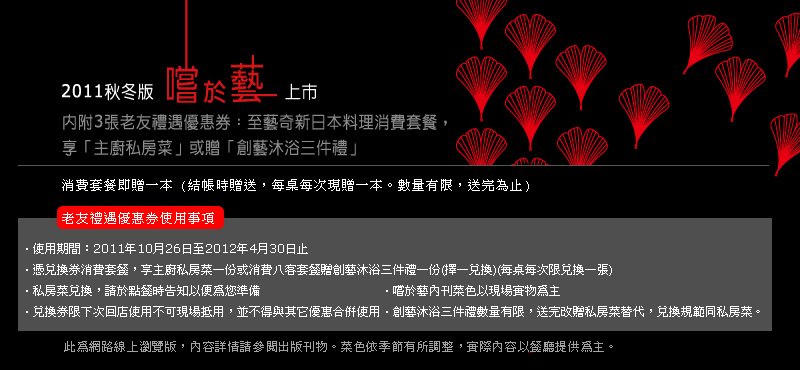 2011秋冬版 嚐於藝 上市
內附3張老友禮遇優惠券：至藝奇新日本料理消費套餐，
享「主廚私房菜」或贈「創藝沐浴三件禮」
消費套餐即贈一本 (結帳時贈送，每桌每次現贈一本。數量有限，送完為止)
老友禮遇優惠券使用事項
·使用期間：2011年10月26日至2012年4月30日止
·憑兌換券消費套餐，享主廚私房菜一份或消費八客套餐贈創藝沐浴三件禮一份(擇一兌換)(每桌每次限兌換一張)
·私房菜兌換，請於點餐時告知以便為您準備 ·嚐於藝內刊菜色以現場實物為主
·兌換券限下次回店使用不可現場抵用，並不得與其它優惠合併使用 ·創藝沐浴三件禮數量有限，送完改贈私房菜替代，兌換規範同私房菜。
此為網路線上瀏覽版，內容詳情請參閱出版刊物。菜色依季節有所調整，實際內容以餐廳提供為主。